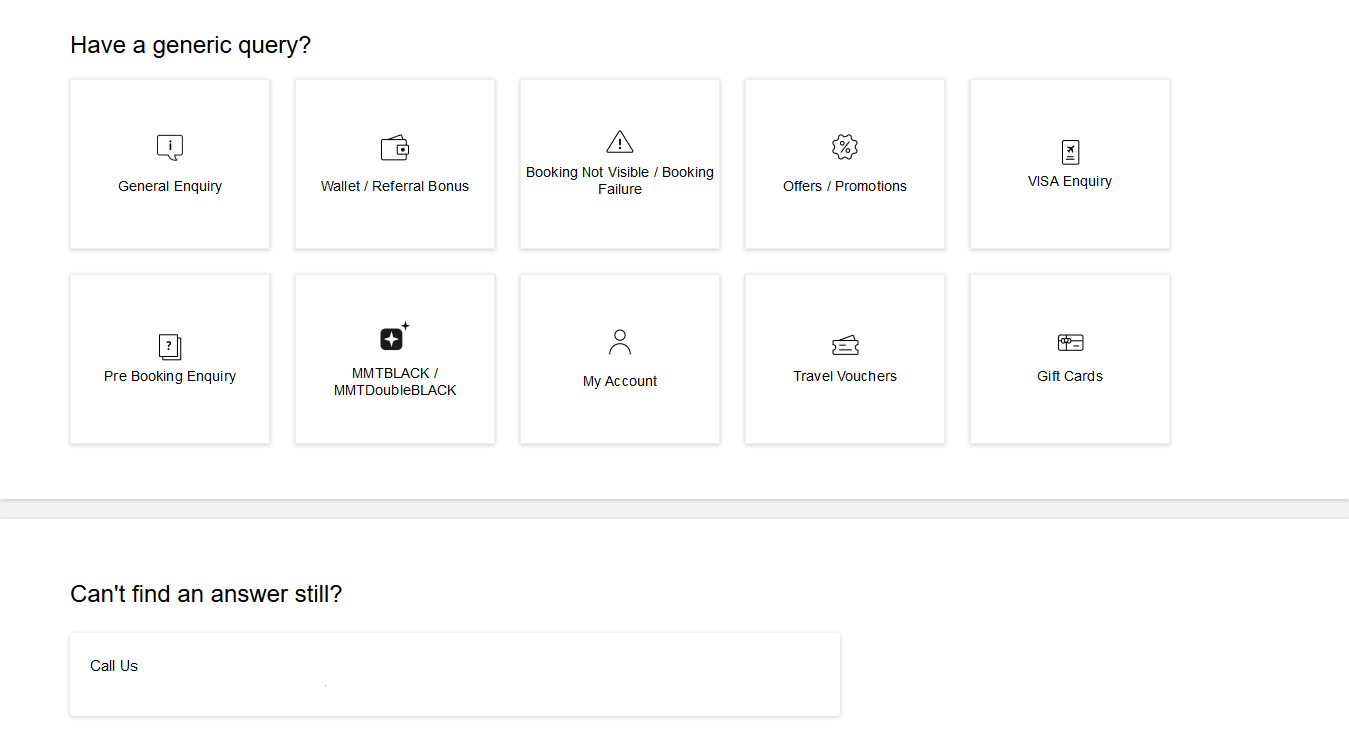 Have a generic query?
General Enquiry
Wallet / Referral Bonus
Booking Not Visible / Booking
Failure
Offers / Promotions
VISA Enquiry
Pre Booking Enquiry
MMTBLACK /
MMTDoubleBLACK
My Account
Travel Vouchers
Gift Cards
Can't find an answer still?
Call Us